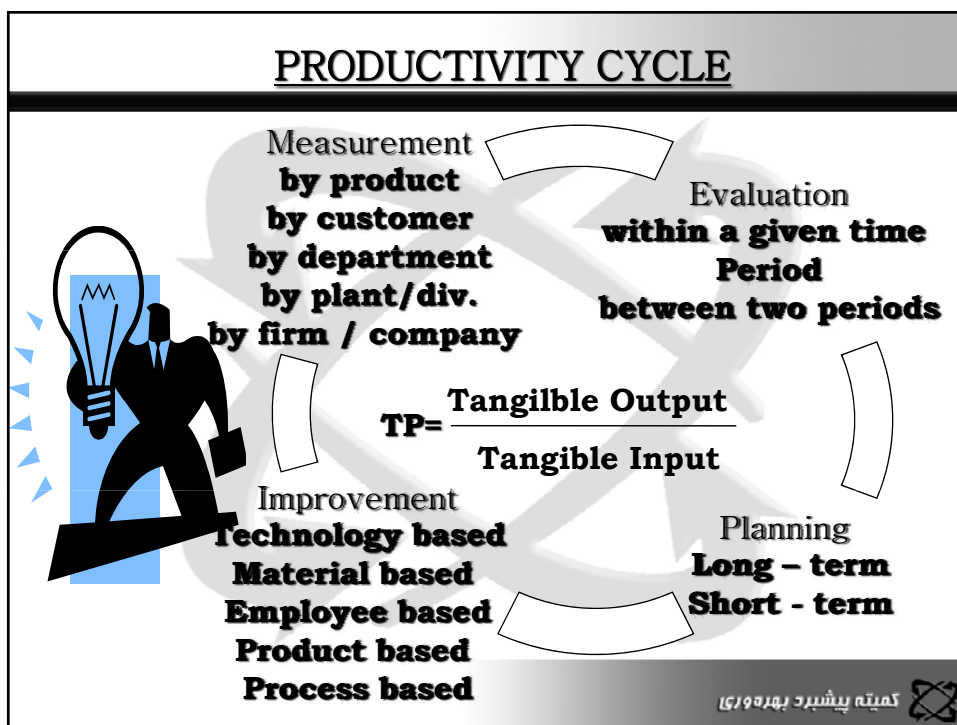 PRODUCTIVITY CYCLE
Measurement
by product
by customer
by department
by plant/div.
by firm / company
Evaluation
within a given time
Period
between two periods
TP=
Tangilble Output
Tangible Input
Improvement
Technology based
Material based
Employee based
Product based
Process based
Planning
Long – term
Short - term
کمیته پیشبرد بهره‌وری